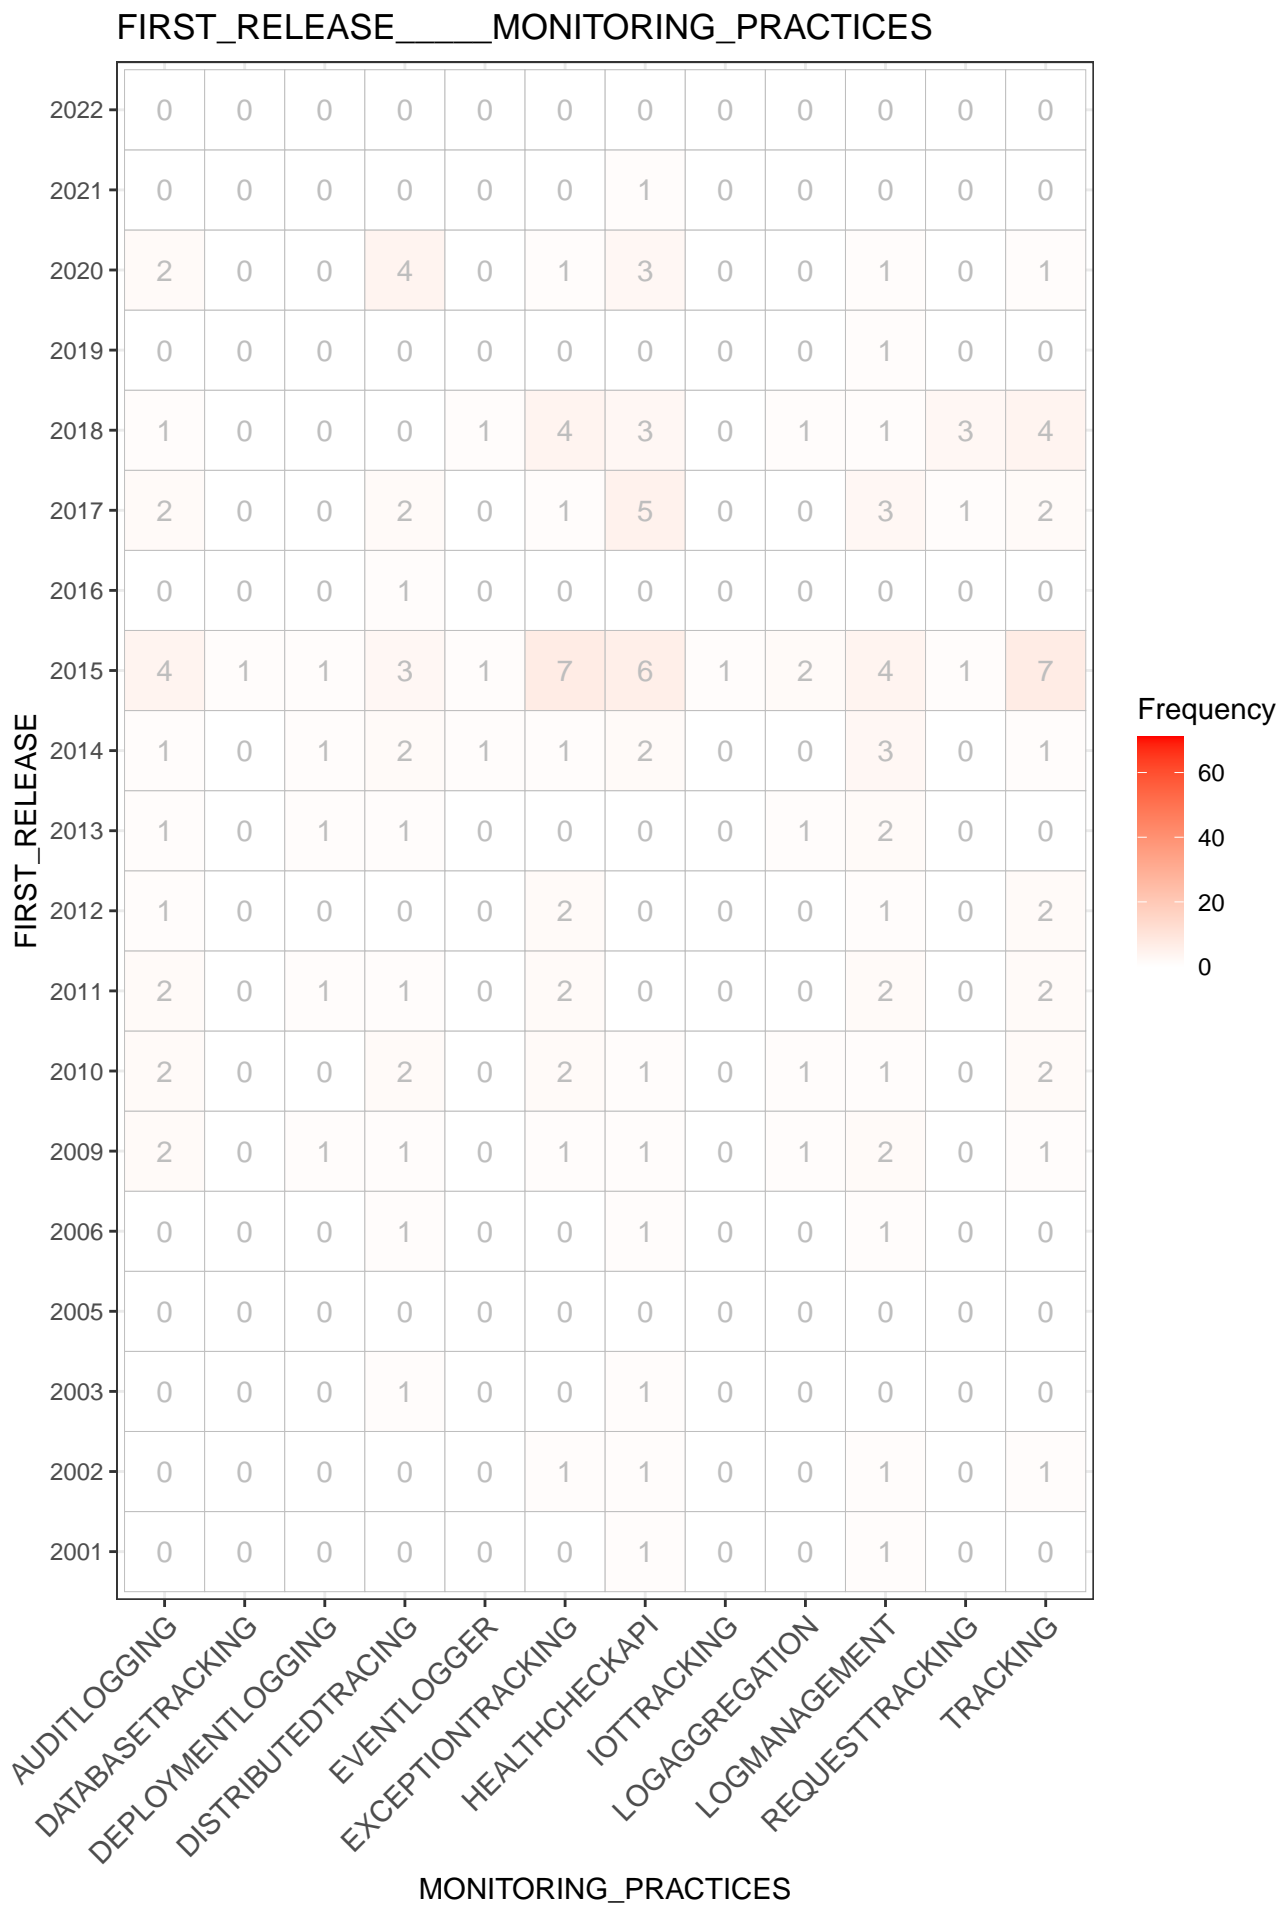 FIRST_RELEASE_____MONITORING_PRACTICES
2022 0 0 0 0 0 0 0 0 0 0 0 0
2021 0 0 0 0 0 0 1 0 0 0 0 0
2020 2 0 0 4 0 1 3 0 0 1 0 1
2019 0 0 0 0 0 0 0 0 0 1 0 0
2018 1 0 0 0 1 4 3 0 1 1 3 4
2017 2 0 0 2 0 1 5 0 0 3 1 2
2016 0 0 0 1 0 0 0 0 0 0 0 0
2015 4 1 1 3 1 7 6 1 2 4 1 7
2014 1 0 1 2 1 1 2 0 0 3 0 1
2013 1 0 1 1 0 0 0 0 1 2 0 0
2012 1 0 0 0 0 2 0 0 0 1 0 2
2011 2 0 1 1 0 2 0 0 0 2 0 2
2010 2 0 0 2 0 2 1 0 1 1 0 2
2009 2 0 1 1 0 1 1 0 1 2 0 1
2006 0 0 0 1 0 0 1 0 0 1 0 0
2005 0 0 0 0 0 0 0 0 0 0 0 0
2003 0 0 0 1 0 0 1 0 0 0 0 0
2002 0 0 0 0 0 1 1 0 0 1 0 1
2001 0 0 0 0 0 0 1 0 0 1 0 0
FIRST_RELEASE
AUDITLOGGING
DATABASETRACKING
DEPLOYMENTLOGGING
DISTRIBUTEDTRACING
EVENTLOGGER
EXCEPTIONTRACKING
HEALTHCHECKAPI
IOTTRACKING
LOGAGGREGATION
LOGMANAGEMENT
REQUESTTRACKING
TRACKING
MONITORING_PRACTICES
Frequency
60
40
20
0